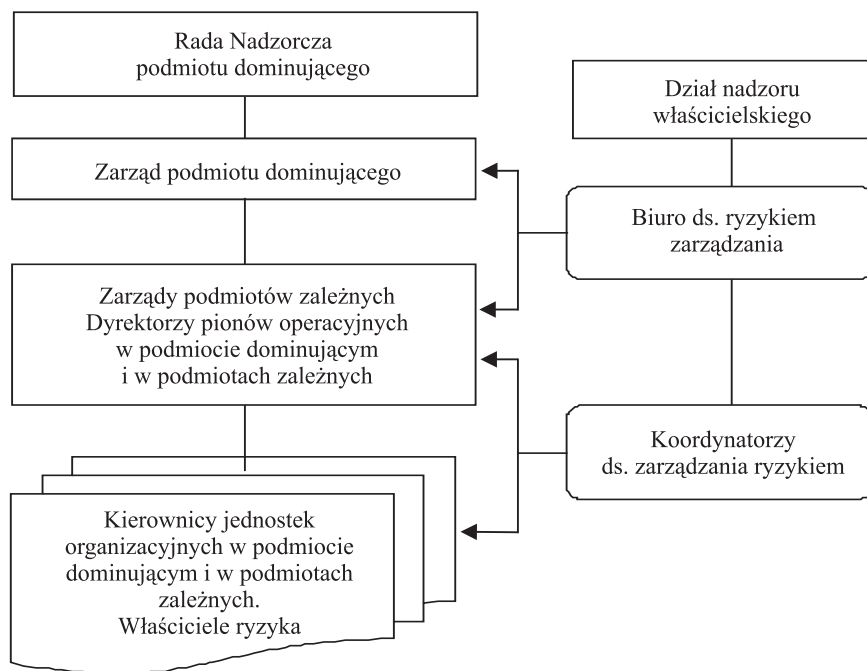 Rada Nadzorcza
podmiotu dominującego
Dział nadzoru
właścicielskiego
Zarząd podmiotu dominującego
Biuro ds. ryzykiem
zarządzania
Zarządy podmiotów zależnych
Dyrektorzy pionów operacyjnych
w podmiocie dominującym
i w podmiotach zależnych
Koordynatorzy
ds. zarządzania ryzykiem
Kierownicy jednostek
organizacyjnych w podmiocie
dominującym i w podmiotach
zależnych.
Właściciele ryzyka